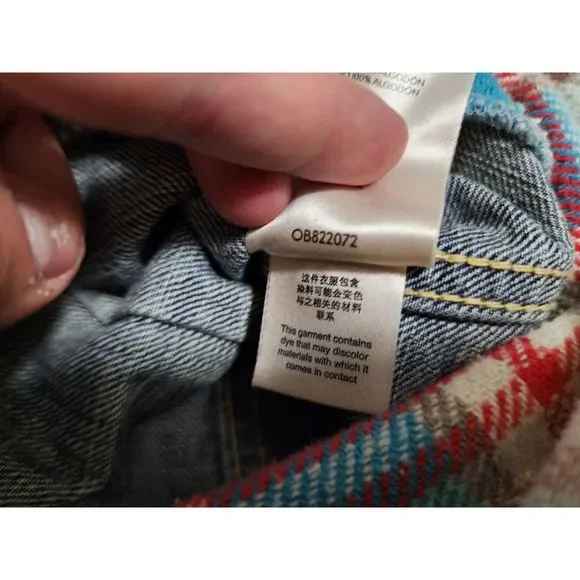 ALGODÓN
100% ALGODÓN
OB822072
这件衣服包含
染料可能会变色
与之相关的材料
联系
This garment contains
dye that may discolor
materials with which it
comes in contact